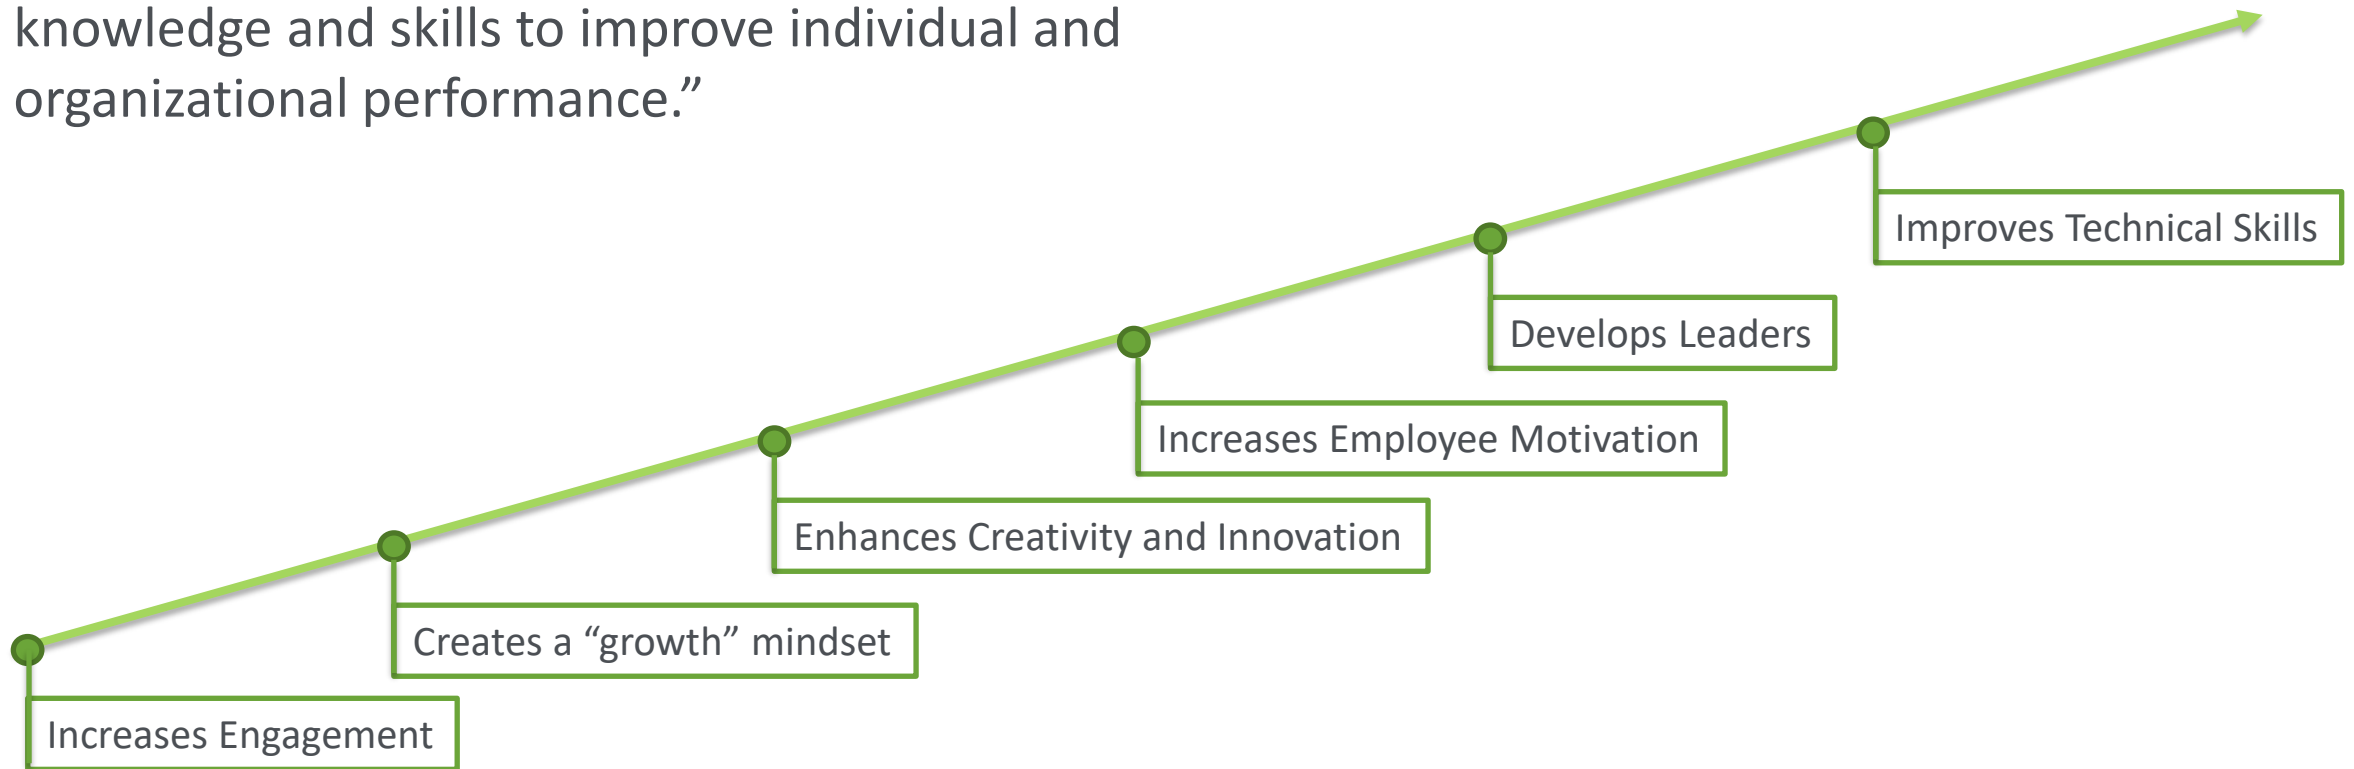 knowledge and skills to improve individual and
organizational performance.”
Improves Technical Skills
Develops Leaders
Increases Employee Motivation
Enhances Creativity and Innovation
Creates a “growth” mindset
Increases Engagement